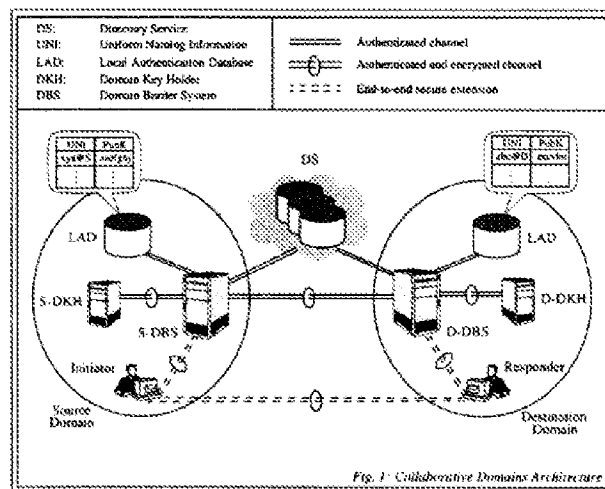 DS: Directory Service
UNI: Uniform Naming Information
LAD: Local Authentication Database
DKH: Domain Key Holder
DBS: Domain Border System
Authenticated channel
Authenticated and encrypted channel
End-to-end secure extension
UNI PubK
UNI PubK
DS
LAD
LAD
S-DKH
S-DBS
D-DBS
D-DKH
Initiator
Responder
Source
Domain
Destination
Domain
Fig. 1: Collaborative Domains Architecture